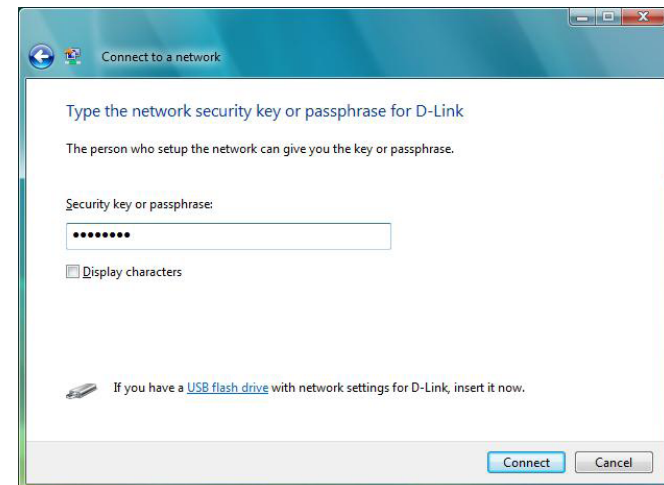 Connect to a network
Type the network security key or passphrase for D-Link
The person who setup the network can give you the key or passphrase.
Security key or passphrase:
••••••••
Display characters
If you have a USB flash drive with network settings for D-Link, insert it now.
Connect Cancel